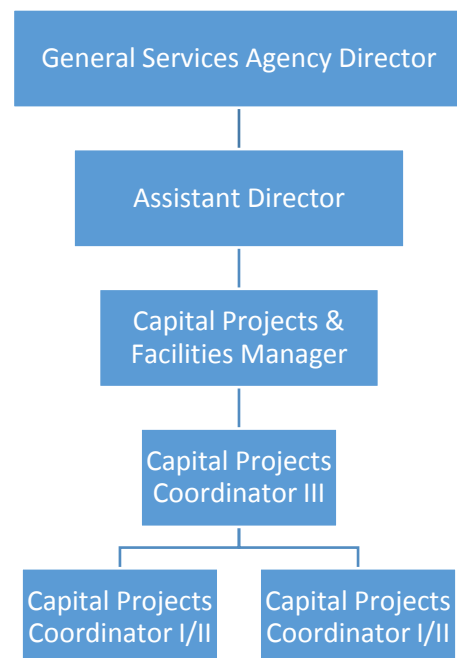 General Services Agency Director
Assistant Director
Capital Projects &
Facilities Manager
Capital Projects
Coordinator III
Capital Projects
Coordinator I/II
Capital Projects
Coordinator I/II